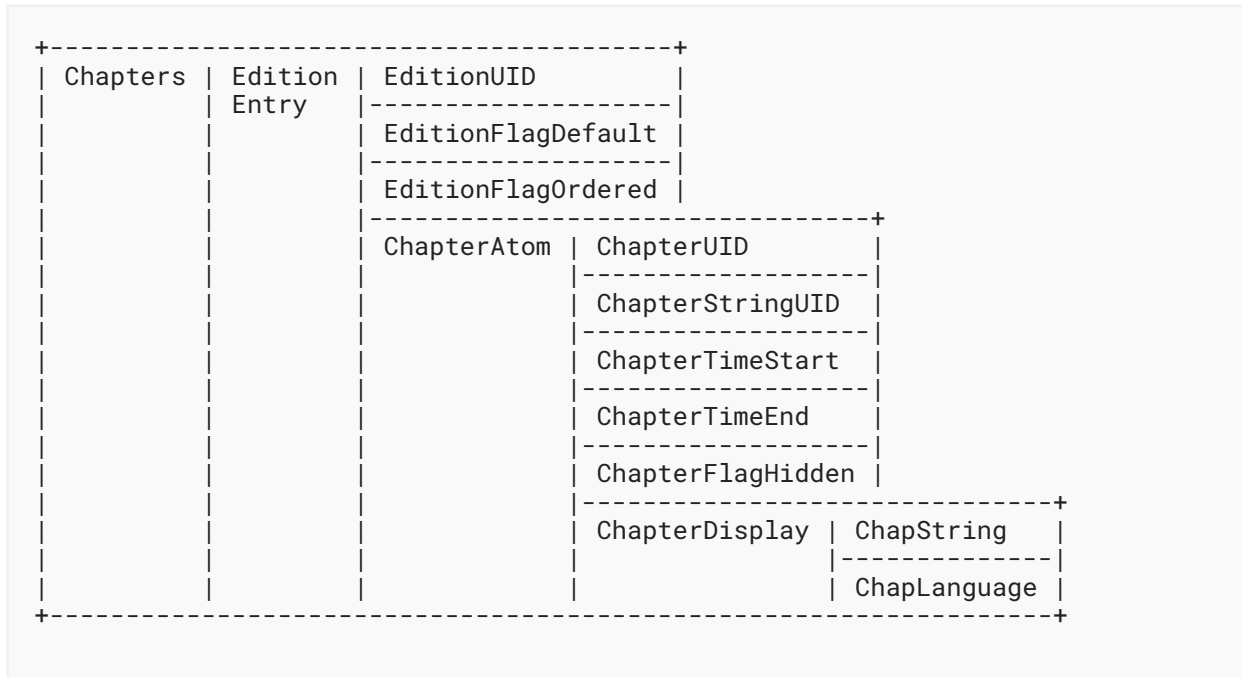 +-----------------------------------------+
| Chapters | Edition | EditionUID         |
|          | Entry   |--------------------|
|          |         | EditionFlagDefault |
|          |         |--------------------|
|          |         | EditionFlagOrdered |
|          |         |---------------------------------+
|          |         | ChapterAtom | ChapterUID        |
|          |         |             |-------------------|
|          |         |             | ChapterStringUID  |
|          |         |             |-------------------|
|          |         |             | ChapterTimeStart  |
|          |         |             |-------------------|
|          |         |             | ChapterTimeEnd    |
|          |         |             |-------------------|
|          |         |             | ChapterFlagHidden |
|          |         |             |-------------------------------+
|          |         |             | ChapterDisplay | ChapString   |
|          |         |             |                |--------------|
|          |         |             |                | ChapLanguage |
+------------------------------------------------------------------+